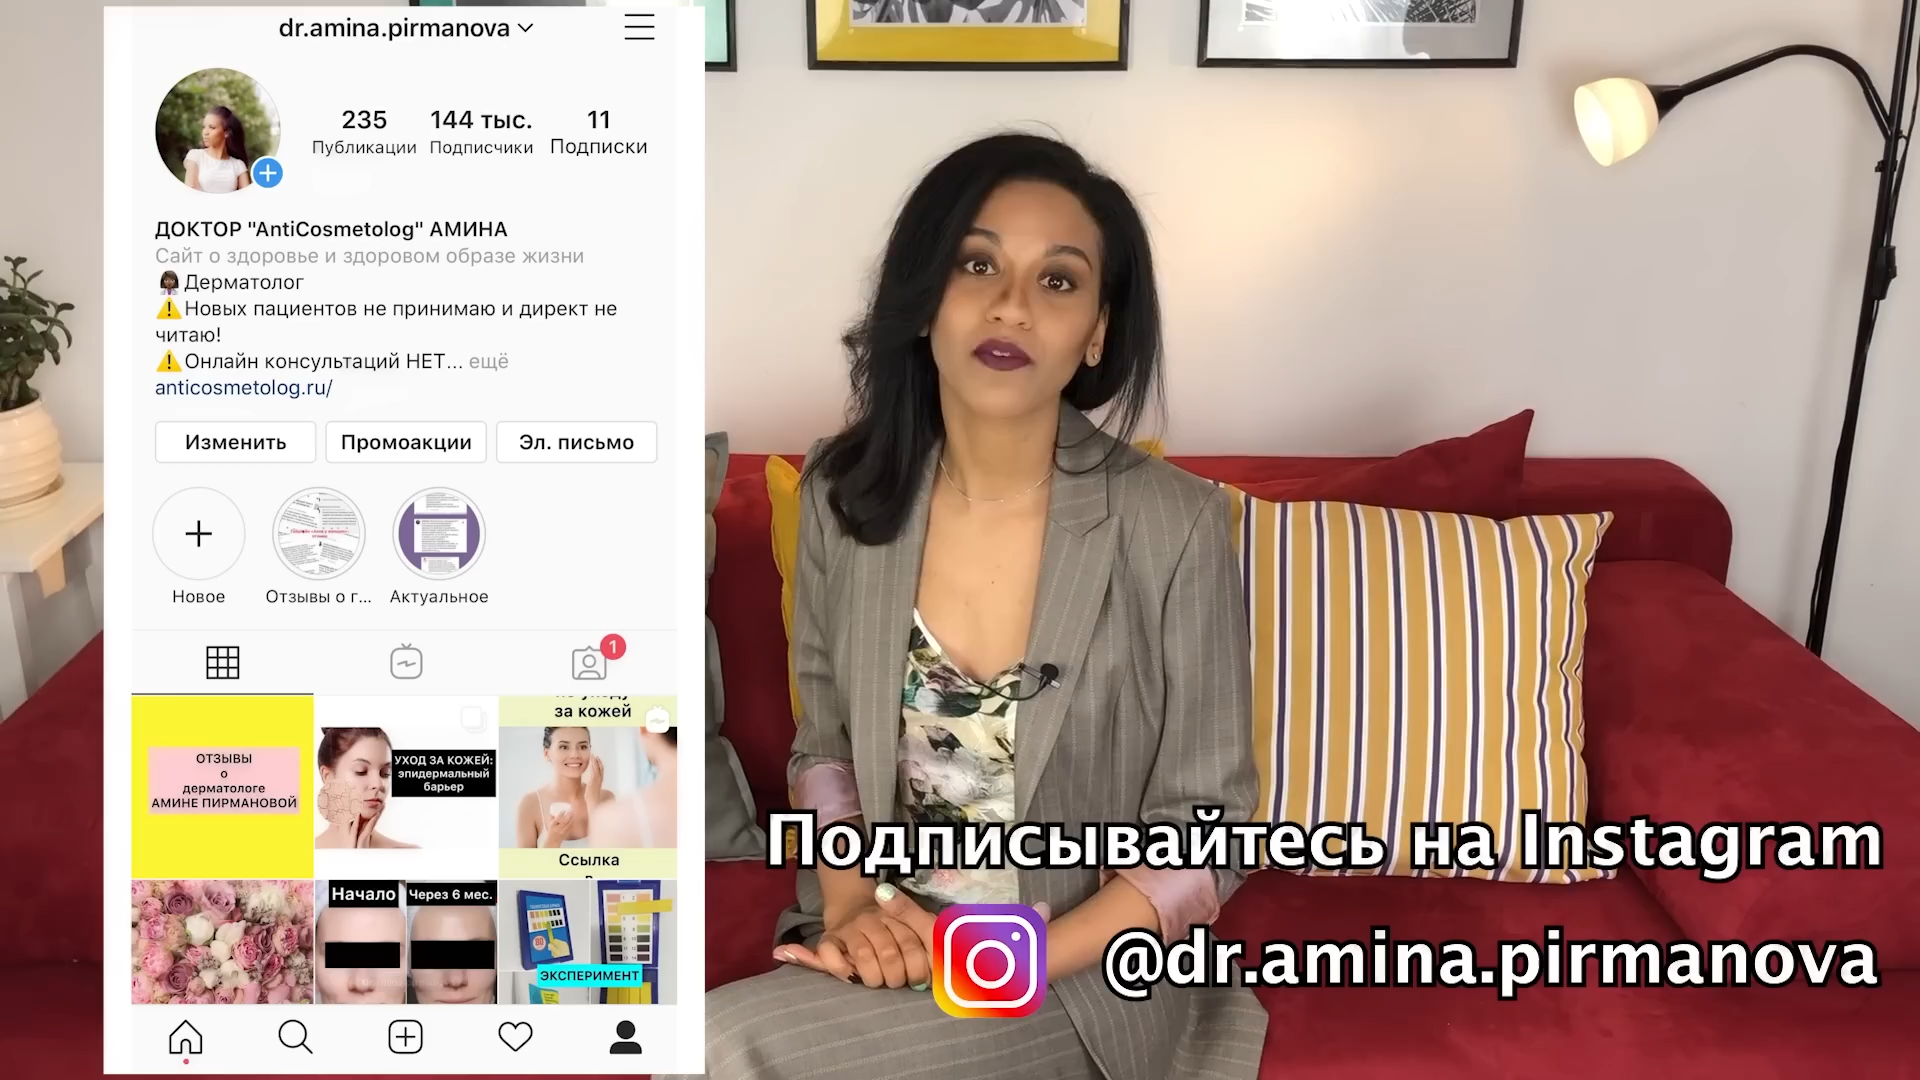 dr.amina.pirmanova
235
Публикации
144 тыс.
Подписчики
11
Подписки
ДОКТОР "AntiCosmetolog" АМИНА
Сайт о здоровье и здоровом образе жизни
Дерматолог
Новых пациентов не принимаю и директ не
читаю!
Онлайн консультаций НЕТ... ещё
anticosmetolog.ru/
Изменить
Промоакции
Эл. письмо
Новое
Отзывы о г...
Актуальное
1
ОТЗЫВЫ
о
дерматологе
АМИНЕ ПИРМАНОВОЙ
УХОД ЗА КОЖЕЙ:
эпидермальный
барьер
за кожей
Ссылка
Начало
Через 6 мес.
80
ЭКСПЕРИМЕНТ
Подписывайтесь на Instagram
@dr.amina.pirmanova